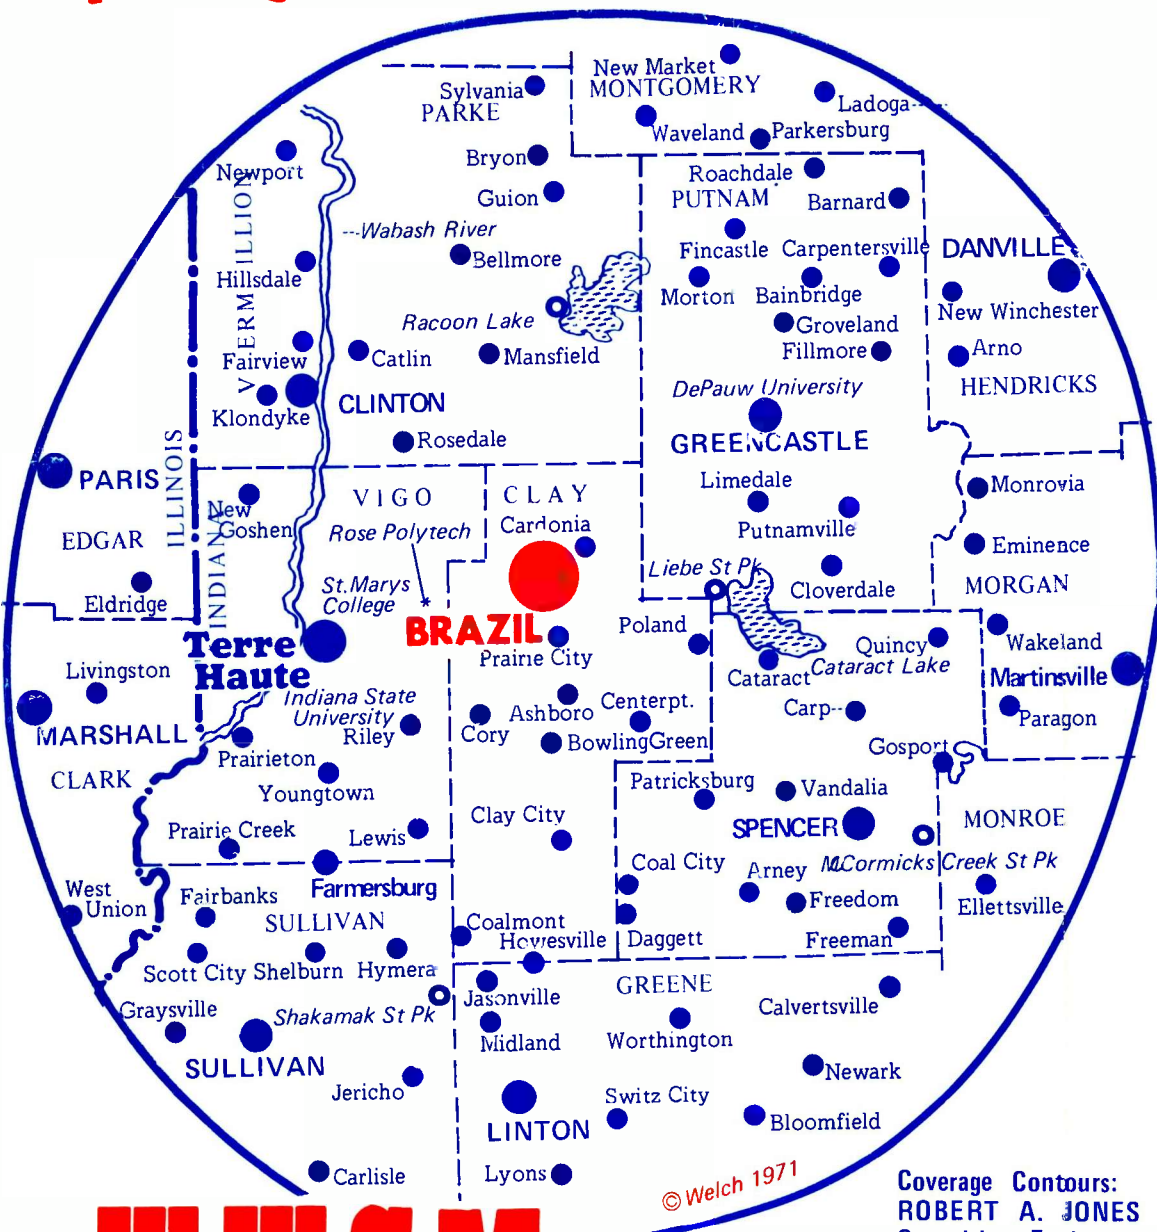 New Market
MONTGOMERY
Sylvania
PARKE
Ladoga
Waveland
Parkersburg
Bryon
Newport
Roachdale
Guion
PUTNAM
Barnard
VERMILLION
---Wabash River
Fincastle
Carpentersville
DANVILLE
Bellmore
Hillsdale
Morton
Bainbridge
New Winchester
Racoon Lake
Groveland
Fairview
Catlin
Mansfield
Fillmore
Arno
DePauw University
HENDRICKS
Klondyke
CLINTON
Rosedale
GREENCASTLE
PARIS
ILLINOIS
INDIANA
Limedale
Monrovia
New
Goshen
VIGO
CLAY
Cardonia
Rose Polytech
Putnamville
EDGAR
Eminence
Eldridge
St.Marys
College
*
Liebe St Pk
Cloverdale
MORGAN
BRAZIL
Poland
Terre
Haute
Quincy
Wakeland
Livingston
Prairie City
Cataract
Cataract Lake
Martinsville
Indiana State
University
Riley
Cory
Ashboro
Centerpt.
Carp--
Paragon
MARSHALL
BowlingGreen
Gosport
Prairieton
CLARK
Youngtown
Patricksburg
Vandalia
Prairie Creek
Lewis
Clay City
SPENCER
MONROE
Coal City
Arney
McCormicks Creek St Pk
Farmersburg
West
Union
Fairbanks
Freedom
Ellettsville
SULLIVAN
Coalmont
Howesville
Daggett
Freeman
Scott City
Shelburn
Hymera
Jasonville
GREENE
Calvertsville
Graysville
Shakamak St Pk
Midland
Worthington
SULLIVAN
Jericho
Newark
Switz City
LINTON
Bloomfield
Carlisle
Lyons
© Welch 1971
Coverage Contours:
ROBERT A. JONES